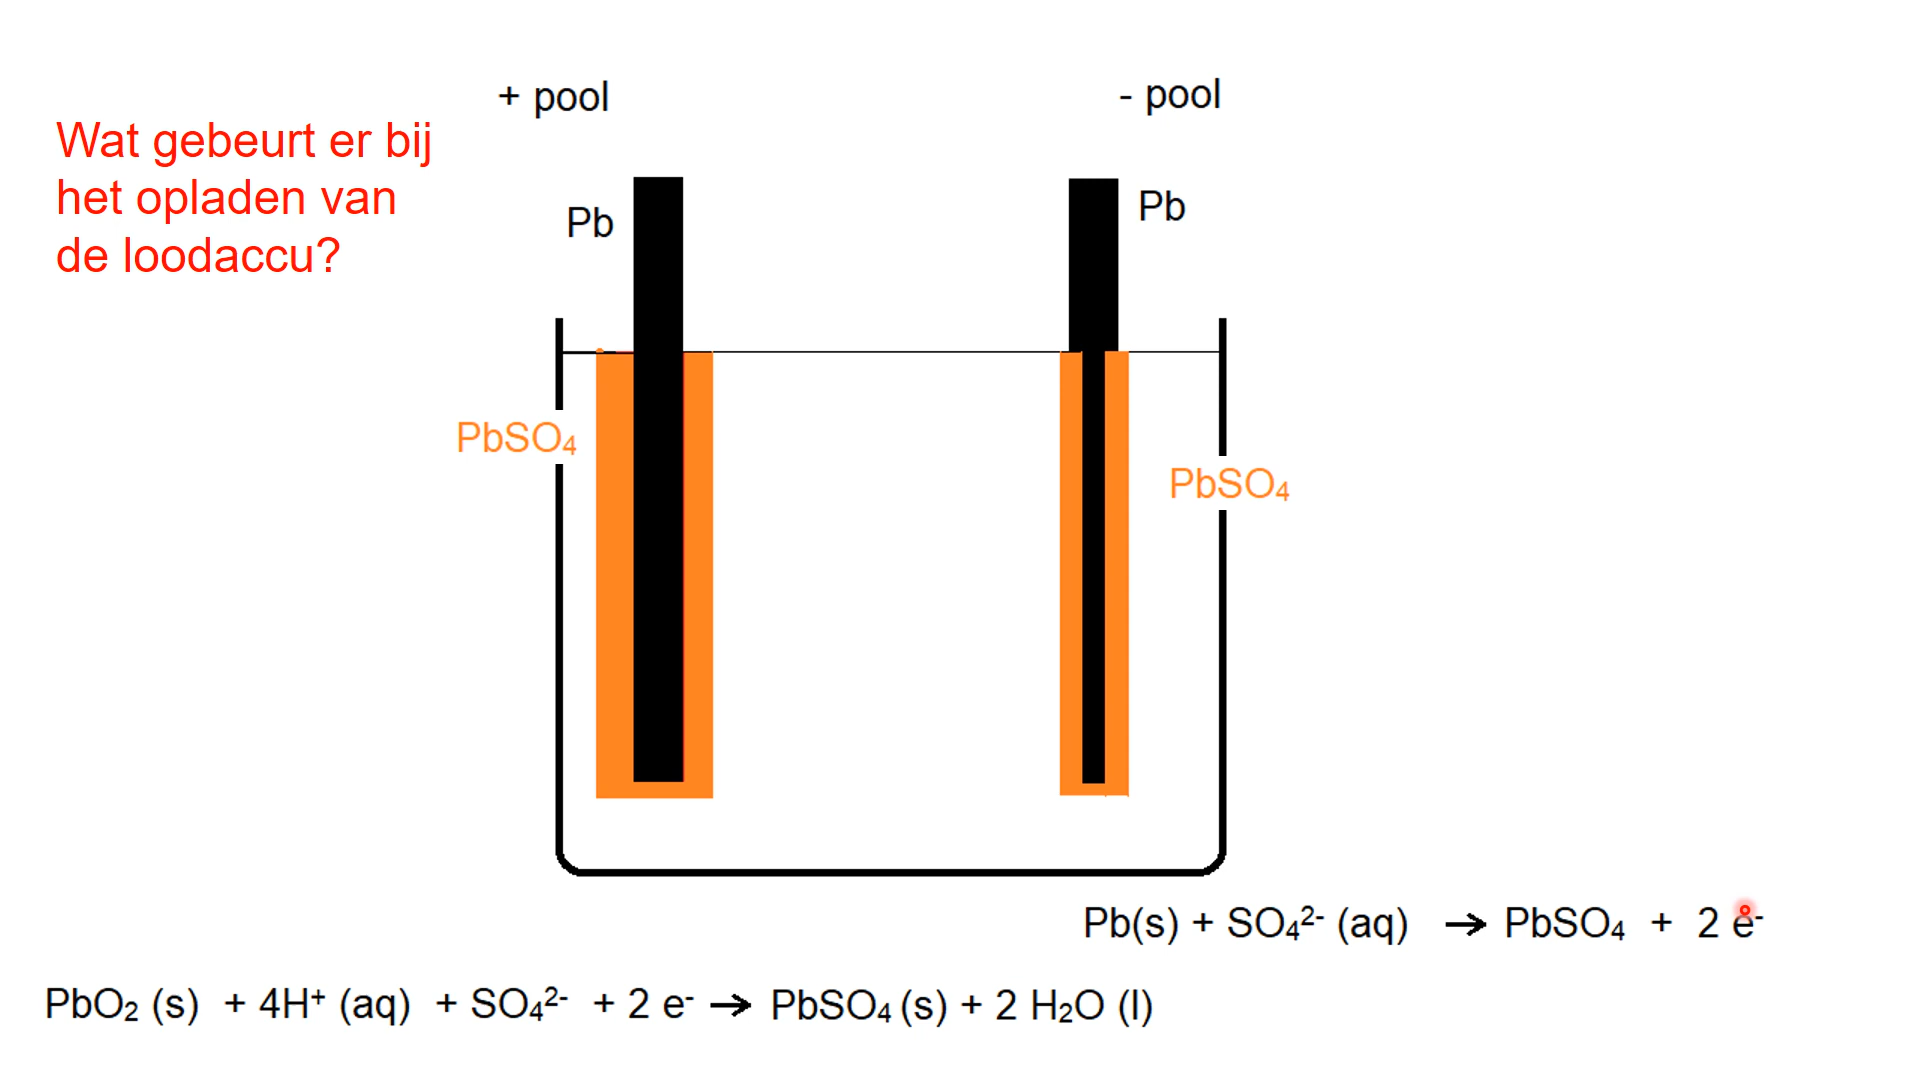 + pool
- pool
Wat gebeurt er bij
het opladen van
de loodaccu?
Pb
Pb
PbSO₄
PbSO₄
Pb(s) + SO₄²⁻ (aq) → PbSO₄ + 2 e⁻
PbO₂ (s) + 4H⁺ (aq) + SO₄²⁻ + 2 e⁻ → PbSO₄ (s) + 2 H₂O (l)